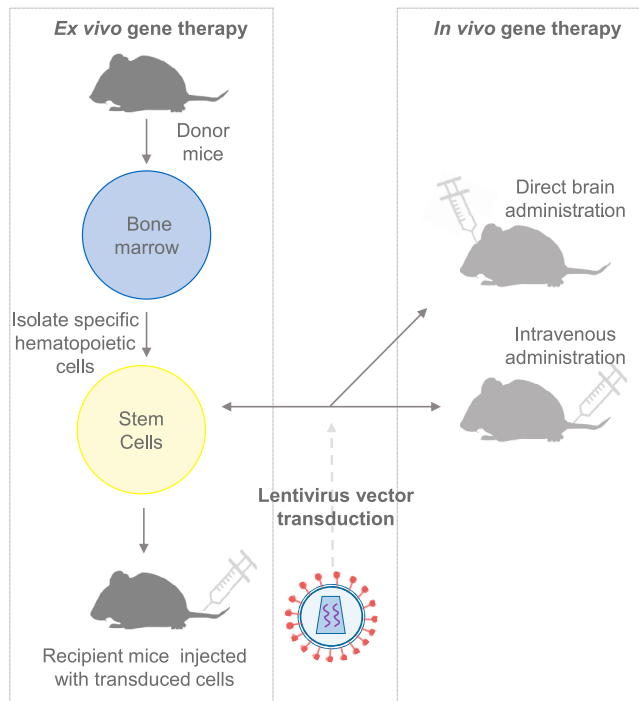 Ex vivo gene therapy
Donor
mice
Bone
marrow
Isolate specific
hematopoietic
cells
Stem
Cells
Recipient mice injected
with transduced cells
Lentivirus vector
transduction
In vivo gene therapy
Direct brain
administration
Intravenous
administration